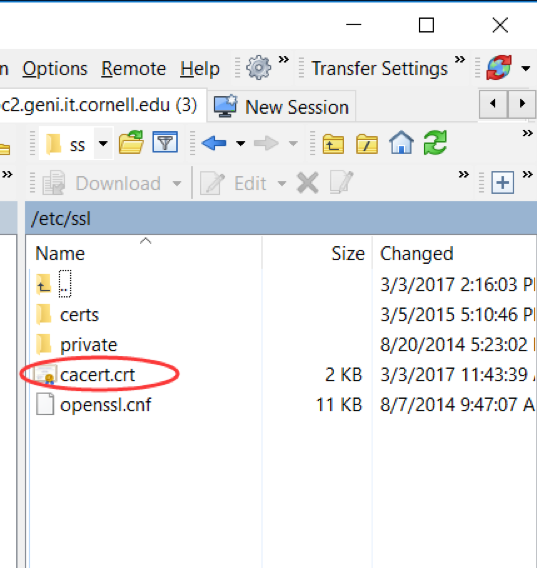 n Options Remote Help » Transfer Settings »
oc2.geni.it.cornell.edu (3) New Session
ss »
» Download Edit » »
/etc/ssl
Name Size Changed
.. 3/3/2017 2:16:03 P
certs 3/5/2015 5:10:46 P
private 8/20/2014 5:23:02
cacert.crt 2 KB 3/3/2017 11:43:39
openssl.cnf 11 KB 8/7/2014 9:47:07 A